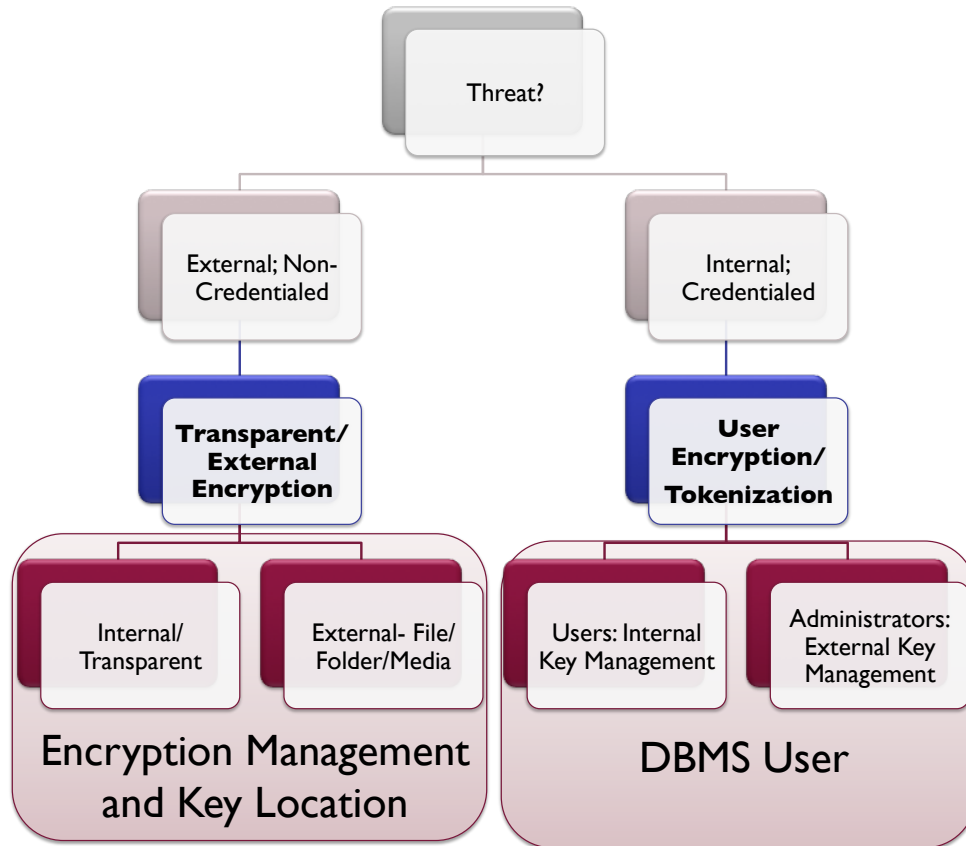 Threat?
External; Non-
Credentialed
Internal;
Credentialed
Transparent/
External
Encryption
User
Encryption/
Tokenization
Internal/
Transparent
External- File/
Folder/Media
Users: Internal
Key Management
Administrators:
External Key
Management
Encryption Management
and Key Location
DBMS User